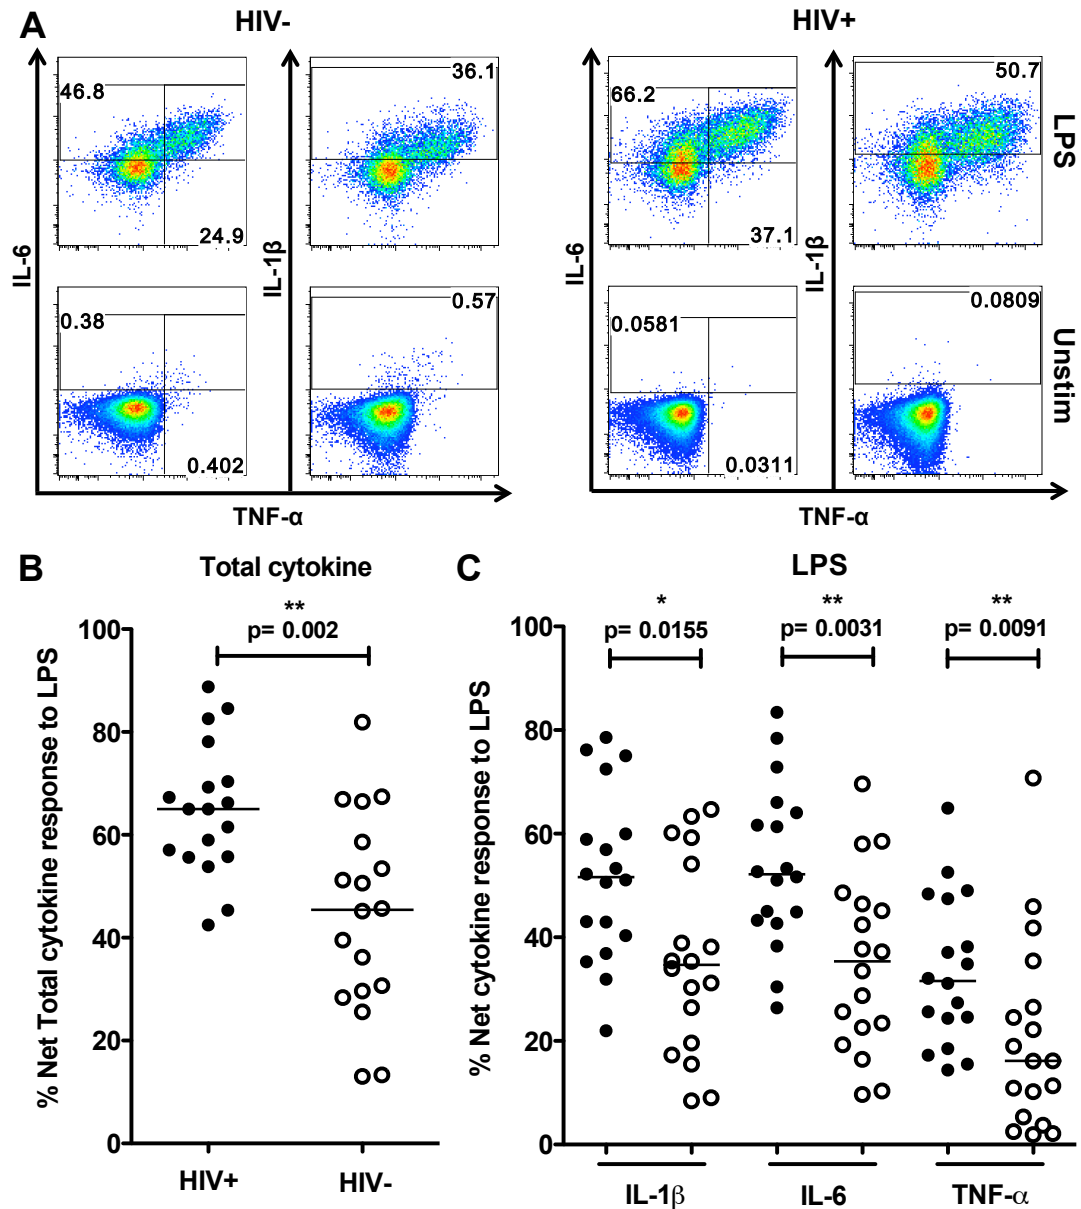 A
HIV-
HIV+
46.8
36.1
66.2
50.7
LPS
24.9
37.1
IL-6
IL-1β
IL-6
IL-1β
0.38
0.57
0.0581
0.0809
Unstim
0.402
0.0311
TNF-α
TNF-α
B
Total cytokine
**
p= 0.002
% Net Total cytokine response to LPS
100
80
60
40
20
0
HIV+
HIV-
C
LPS
*
**
**
p= 0.0155
p= 0.0031
p= 0.0091
% Net cytokine response to LPS
100
80
60
40
20
0
IL-1β
IL-6
TNF-α